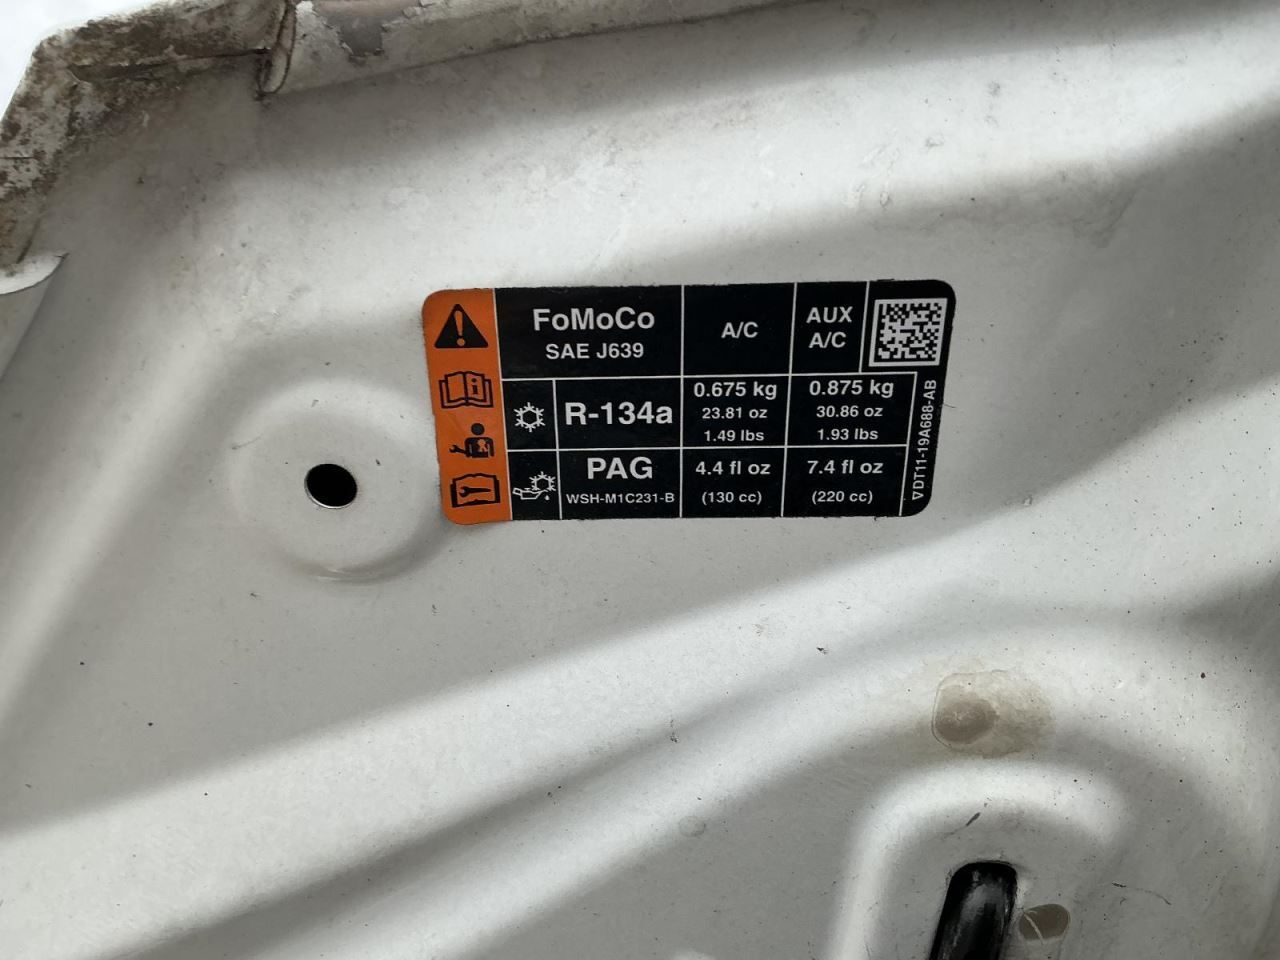 FoMoCo
SAE J639
A/C
AUX
A/C
R-134a
0.675 kg
23.81 oz
1.49 lbs
0.875 kg
30.86 oz
1.93 lbs
PAG
WSH-M1C231-B
4.4 fl oz
(130 cc)
7.4 fl oz
(220 cc)
DT11-19A688-AB